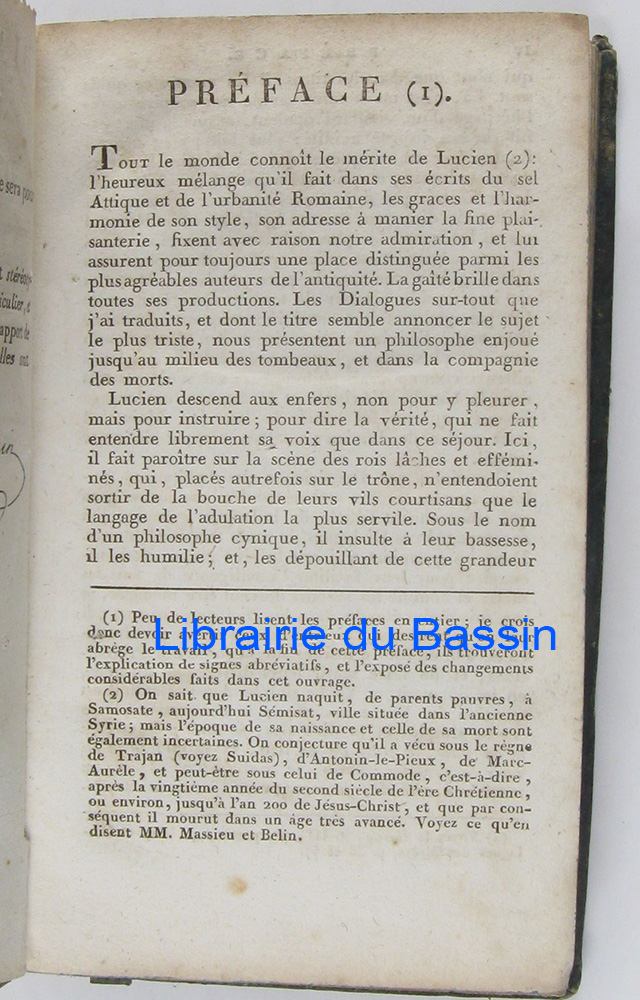 PRÉFACE (1).
TOUT le monde connoît le mérite de Lucien (2):
l'heureux mélange qu'il fait dans ses écrits du sel
Attique et de l'urbanité Romaine, les graces et l'har-
monie de son style, son adresse à manier la fine plai-
santerie, fixent avec raison notre admiration, et lui
assurent pour toujours une place distinguée parmi les
plus agréables auteurs de l'antiquité. La gaîté brille dans
toutes ses productions. Les Dialogues sur-tout que
j'ai traduits, et dont le titre semble annoncer le sujet
le plus triste, nous présentent un philosophe enjoué
jusqu'au milieu des tombeaux, et dans la compagnie
des morts.
Lucien descend aux enfers, non pour y pleurer,
mais pour instruire; pour dire la vérité, qui ne fait
entendre librement sa voix que dans ce séjour. Ici,
il fait paroître sur la scène des rois lâches et effémi-
nés, qui, placés autrefois sur le trône, n'entendoient
sortir de la bouche de leurs vils courtisans que le
langage de l'adulation la plus servile. Sous le nom
d'un philosophe cynique, il insulte à leur bassesse,
il les humilie; et, les dépouillant de cette grandeur
(1) Peu de lecteurs lisent les préfaces en entier; je crois
donc devoir
Librairie du Bassin
abrège le travail, qu'à la fin de cette préface, ils trouveront
l'explication de signes abréviatifs, et l'exposé des changements
considérables faits dans cet ouvrage.
(2) On sait que Lucien naquit, de parents pauvres, à
Samosate, aujourd'hui Sémisat, ville située dans l'ancienne
Syrie; mais l'époque de sa naissance et celle de sa mort sont
également incertaines. On conjecture qu'il a vécu sous le règne
de Trajan (voyez Suidas), d'Antonin-le-Pieux, de Marc-
Aurèle, et peut-être sous celui de Commode, c'est-à-dire,
après la vingtième année du second siècle de l'ère Chrétienne,
ou environ, jusqu'à l'an 200 de Jésus-Christ, et que par con-
séquent il mourut dans un âge très avancé. Voyez ce qu'en
disent MM. Massieu et Belin.